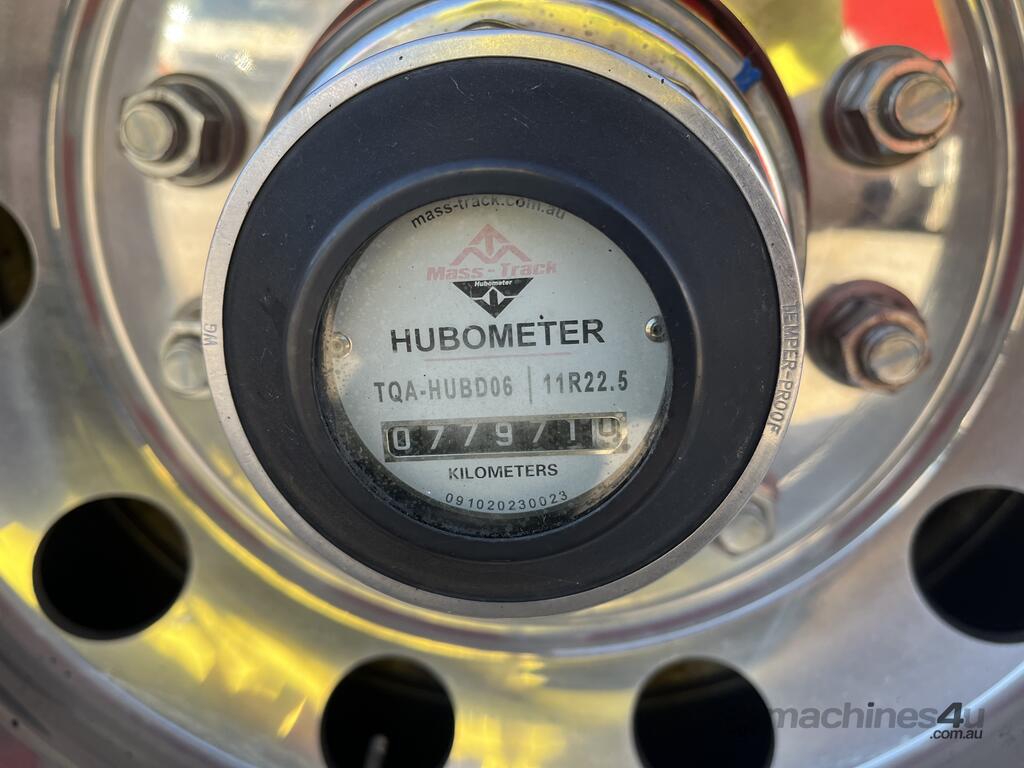 mass-track.com.au
Mass-Track
Hubometer
HUBOMETER
TQA-HUBD06 | 11R22.5
0779710
KILOMETERS
091020230023
WG
TEMPER-PROOF
machines4u
.com.au